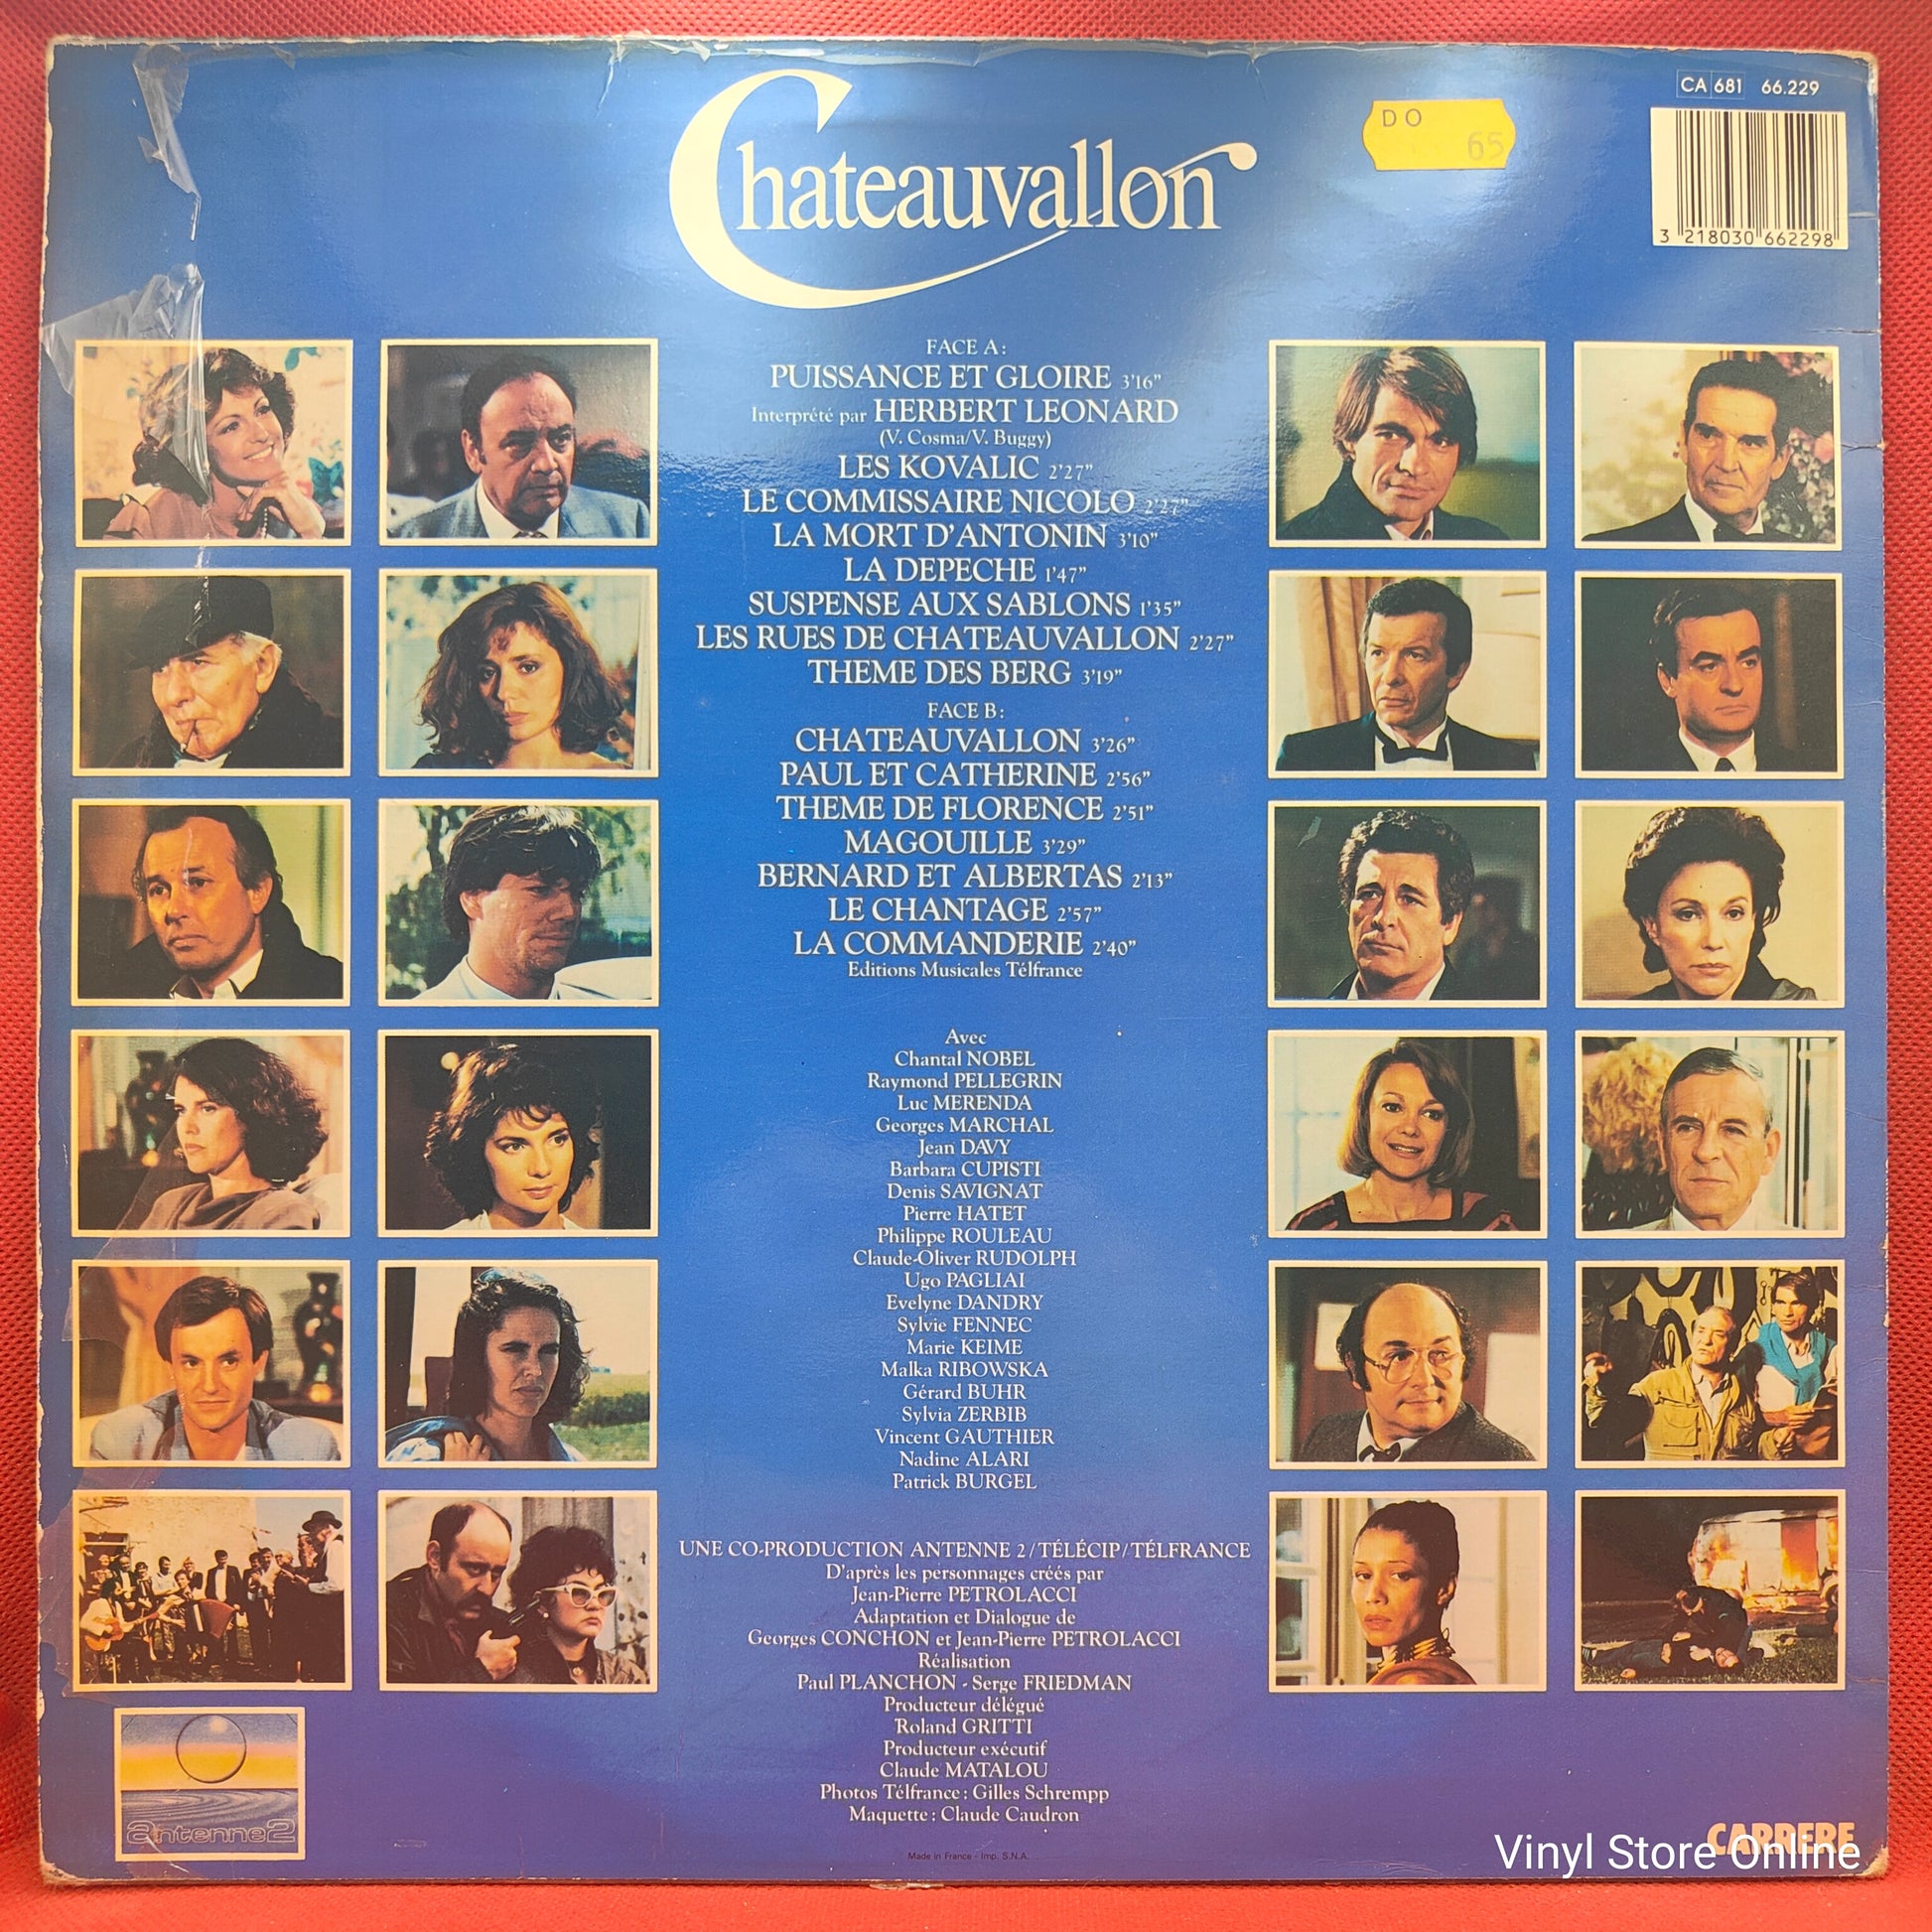 CA 681 66.229
DO
65
Chateauvallon
3 218030 662298
FACE A:
PUISSANCE ET GLOIRE 3'16"
Interprété par HERBERT LEONARD
(V. Cosma/V. Buggy)
LES KOVALIC 2'27"
LE COMMISSAIRE NICOLO 2'27"
LA MORT D'ANTONIN 3'10"
LA DEPECHE 1'47"
SUSPENSE AUX SABLONS 1'35"
LES RUES DE CHATEAUVALLON 2'27"
THEME DES BERG 3'19"
FACE B:
CHATEAUVALLON 3'26"
PAUL ET CATHERINE 2'56"
THEME DE FLORENCE 2'51"
MAGOUILLE 3'29"
BERNARD ET ALBERTAS 2'13"
LE CHANTAGE 2'57"
LA COMMANDERIE 2'40"
Editions Musicales Télfrance
Avec
Chantal NOBEL
Raymond PELLEGRIN
Luc MERENDA
Georges MARCHAL
Jean DAVY
Barbara CUPISTI
Denis SAVIGNAT
Pierre HATET
Philippe ROULEAU
Claude-Oliver RUDOLPH
Ugo PAGLIAI
Evelyne DANDRY
Sylvie FENNEC
Marie KEIME
Malka RIBOWSKA
Gérard BUHR
Sylvia ZERBIB
Vincent GAUTHIER
Nadine ALARI
Patrick BURGEL
UNE CO-PRODUCTION ANTENNE 2/TÉLÉCIP/TÉLFRANCE
D'après les personnages créés par
Jean-Pierre PETROLACCI
Adaptation et Dialogue de
Georges CONCHON et Jean-Pierre PETROLACCI
Réalisation
Paul PLANCHON - Serge FRIEDMAN
Producteur délégué
Roland GRITTI
Producteur exécutif
Claude MATALOU
Photos Télfrance: Gilles Schrempp
Maquette: Claude Caudron
antenne2
CARRERE
Vinyl Store Online
Made in France - Imp. S.N.A.